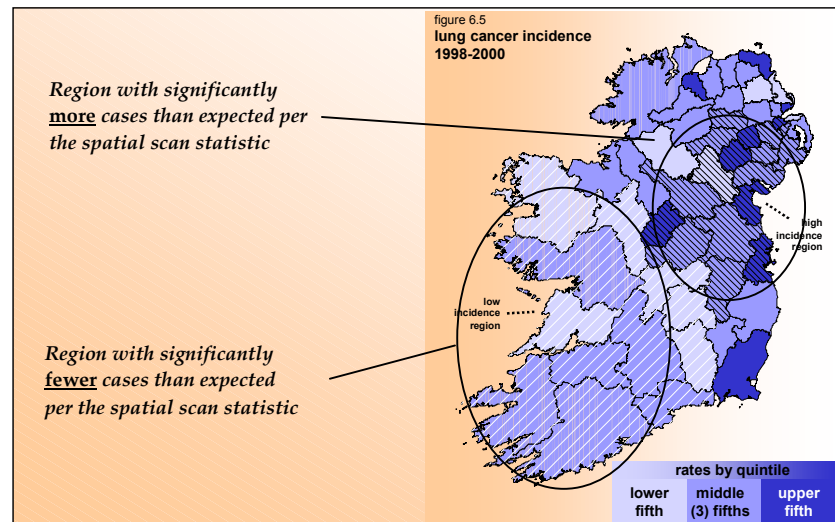 figure 6.5
lung cancer incidence
1998-2000
Region with significantly
more cases than expected per
the spatial scan statistic
high
incidence
region
low
incidence
region
Region with significantly
fewer cases than expected
per the spatial scan statistic
rates by quintile
lower
fifth
middle
(3) fifths
upper
fifth